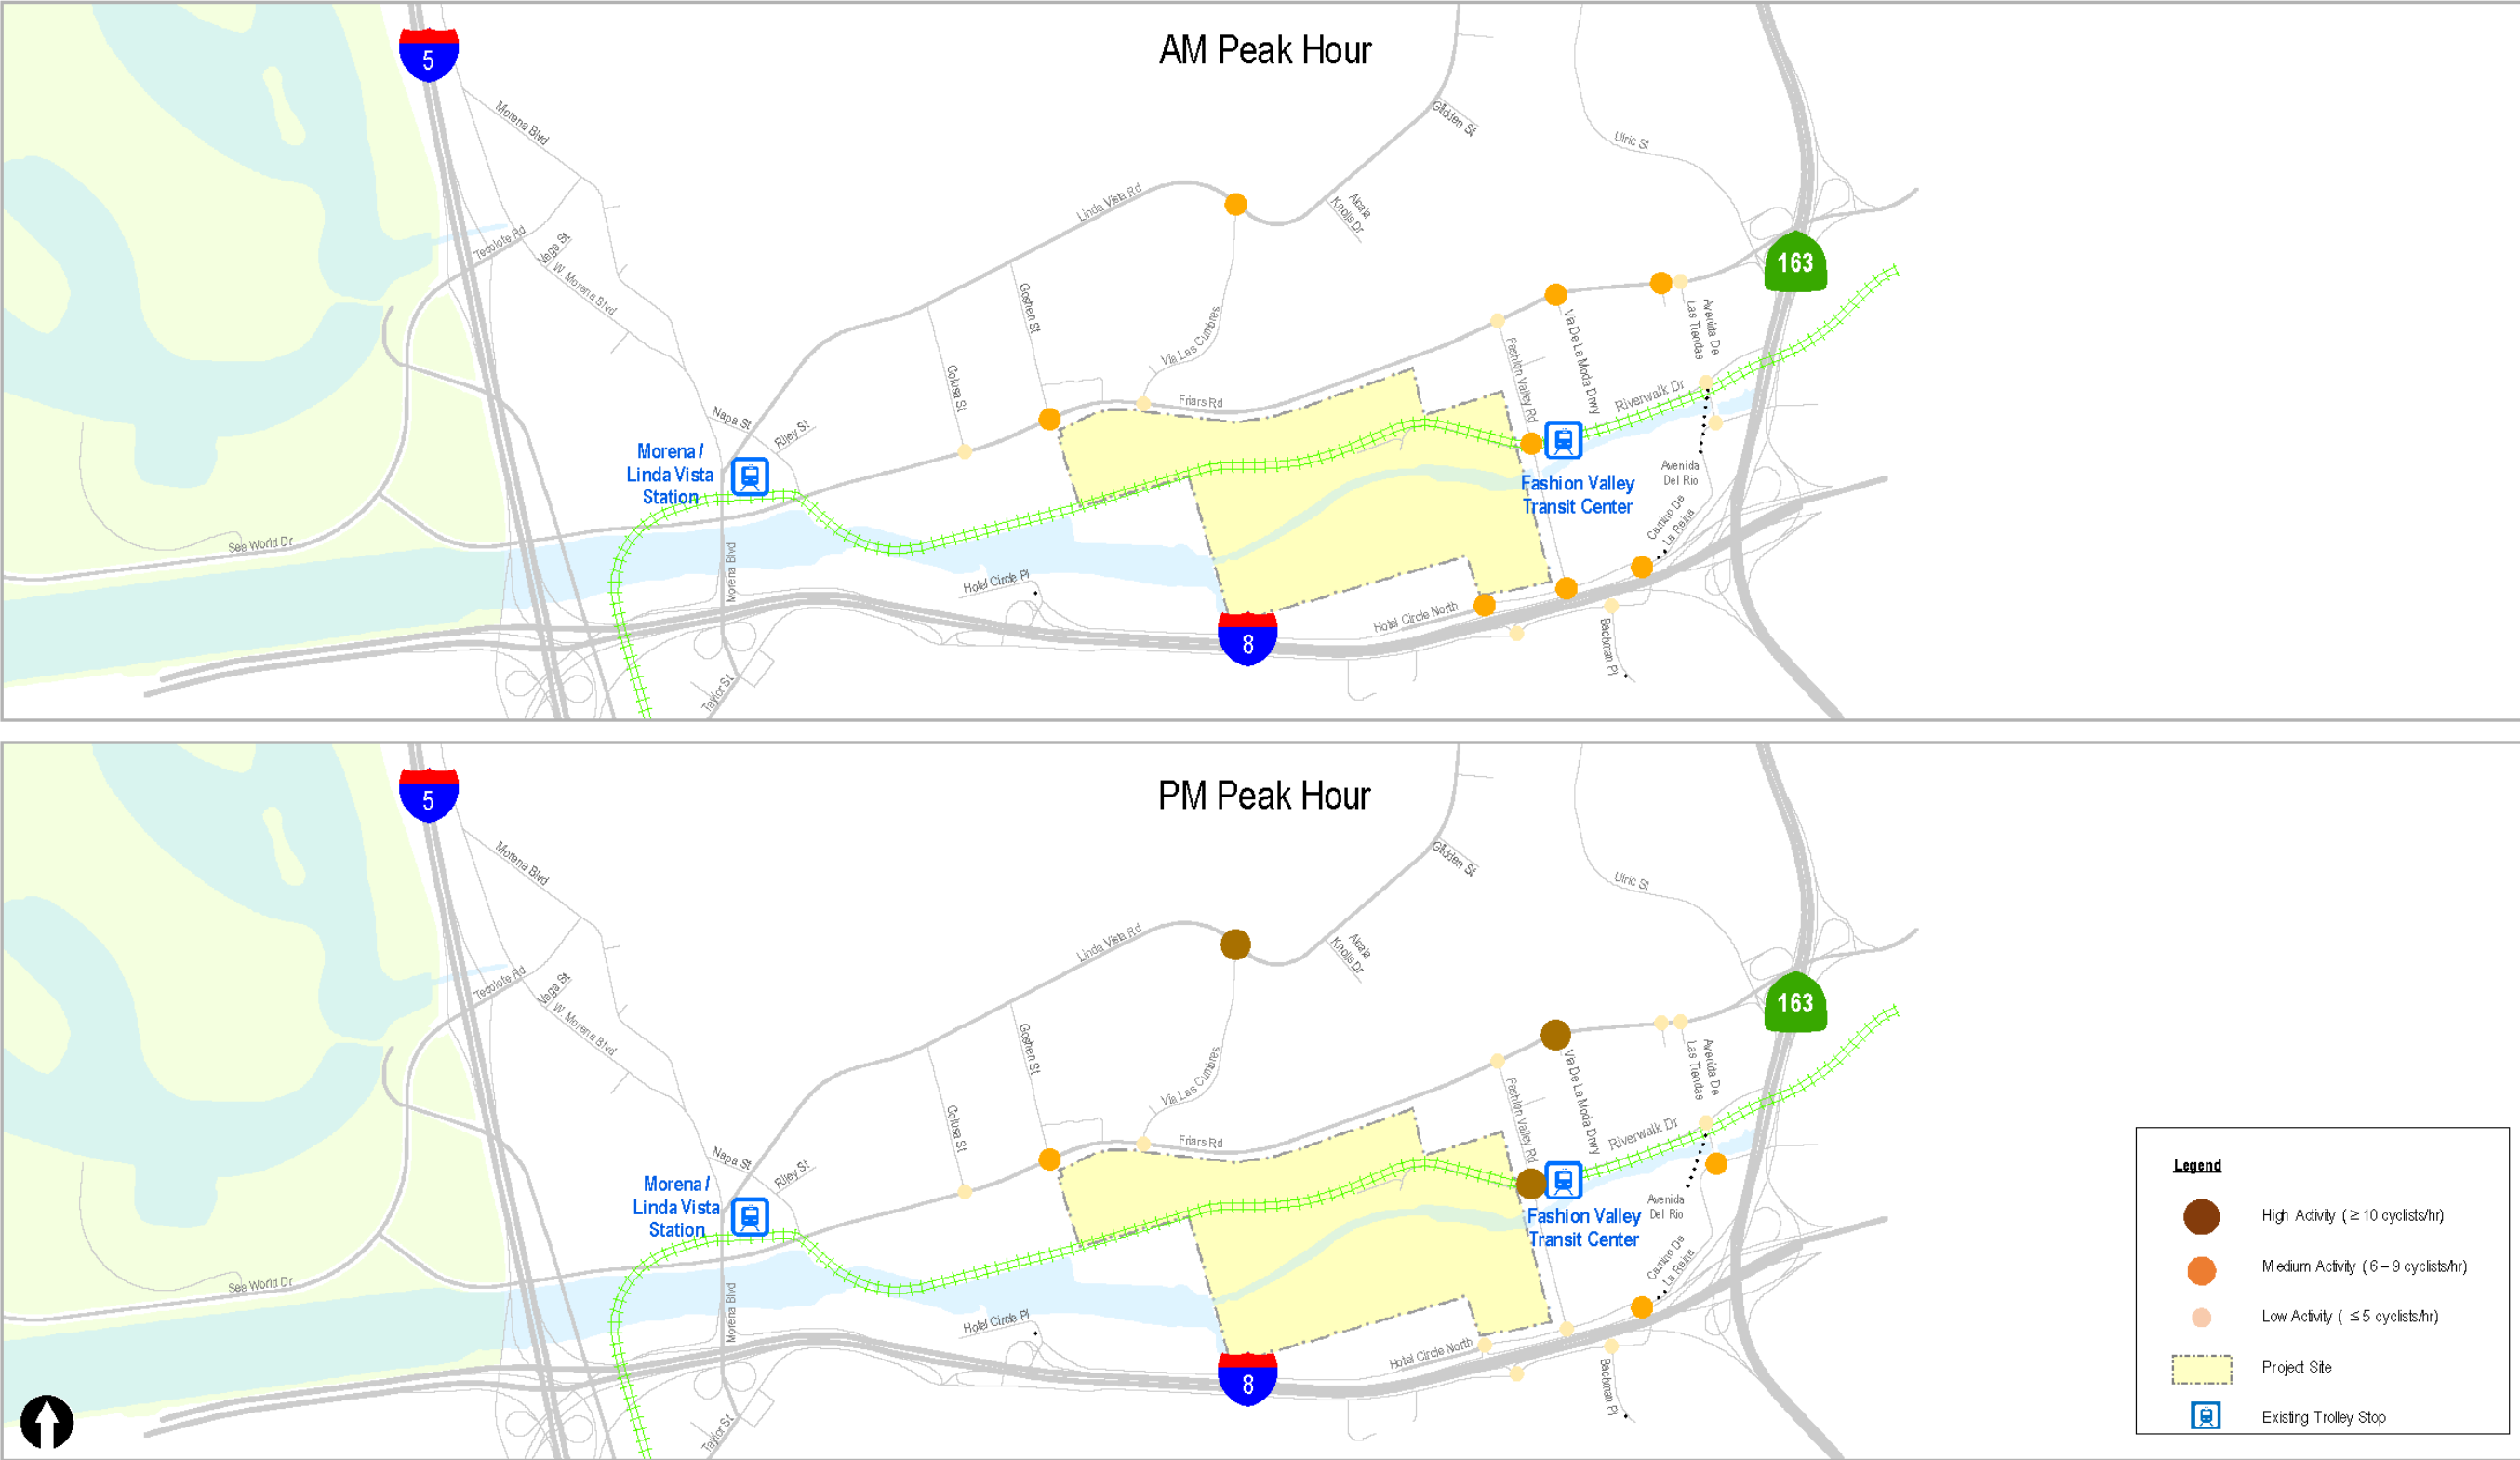 AM Peak Hour
5
Morena Blvd
Glidden St
Ulric St
Linda Vista Rd
Alcala
Knolls Dr
Tecolote Rd
Vega St
W. Morena Blvd
163
Goshen St
Via Las Cumbres
Avenida De
Las Tiendas
Via De La Moda Drwy
Fashion Valley Rd
Colusa St
Friars Rd
Riverwalk Dr
Napa St
Riley St
Morena /
Linda Vista
Station
Avenida
Del Rio
Fashion Valley
Transit Center
Camino De
La Reina
Sea World Dr
Morena Blvd
Hotel Circle Pl
Hotel Circle North
8
Bachman Pl
Taylor St
PM Peak Hour
5
Morena Blvd
Glidden St
Ulric St
Linda Vista Rd
Alcala
Knolls Dr
Tecolote Rd
Vega St
W. Morena Blvd
163
Goshen St
Via Las Cumbres
Avenida De
Las Tiendas
Via De La Moda Drwy
Fashion Valley Rd
Colusa St
Friars Rd
Riverwalk Dr
Napa St
Riley St
Morena /
Linda Vista
Station
Avenida
Del Rio
Fashion Valley
Transit Center
Camino De
La Reina
Sea World Dr
Morena Blvd
Hotel Circle Pl
Hotel Circle North
8
Bachman Pl
Taylor St
Legend
High Activity ( ≥ 10 cyclists/hr)
Medium Activity ( 6 – 9 cyclists/hr)
Low Activity ( ≤ 5 cyclists/hr)
Project Site
Existing Trolley Stop